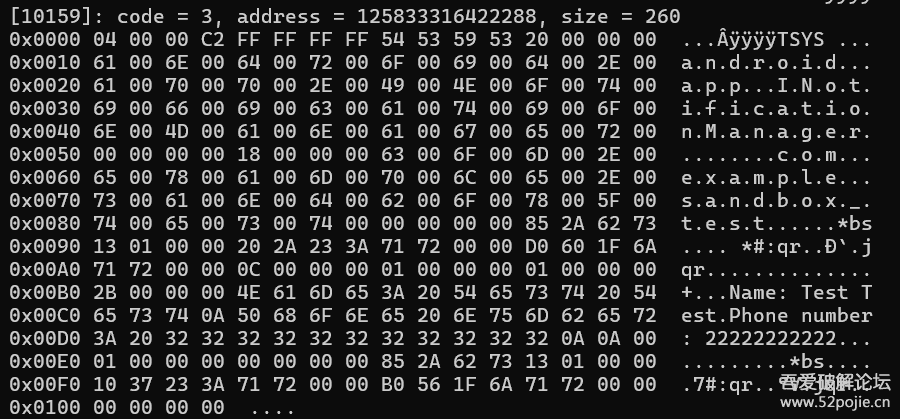 [10159]: code = 3, address = 125833316422288, size = 260
0x0000 04 00 00 C2 FF FF FF FF 54 53 59 53 20 00 00 00 ...ÂÿÿÿÿTSYS ...
0x0010 61 00 6E 00 64 00 72 00 6F 00 69 00 64 00 2E 00 a.n.d.r.o.i.d...
0x0020 61 00 70 00 70 00 2E 00 49 00 4E 00 6F 00 74 00 a.p.p...I.N.o.t.
0x0030 69 00 66 00 69 00 63 00 61 00 74 00 69 00 6F 00 i.f.i.c.a.t.i.o.
0x0040 6E 00 4D 00 61 00 6E 00 61 00 67 00 65 00 72 00 n.M.a.n.a.g.e.r.
0x0050 00 00 00 00 18 00 00 00 63 00 6F 00 6D 00 2E 00 ........c.o.m...
0x0060 65 00 78 00 61 00 6D 00 70 00 6C 00 65 00 2E 00 e.x.a.m.p.l.e...
0x0070 73 00 61 00 6E 00 64 00 62 00 6F 00 78 00 5F 00 s.a.n.d.b.o.x._.
0x0080 74 00 65 00 73 00 74 00 00 00 00 00 85 2A 62 73 t.e.s.t......*bs
0x0090 13 01 00 00 20 2A 23 3A 71 72 00 00 D0 60 1F 6A .... *#:qr..Ð`.j
0x00A0 71 72 00 00 0C 00 00 00 01 00 00 00 01 00 00 00 qr..............
0x00B0 2B 00 00 00 4E 61 6D 65 3A 20 54 65 73 74 20 54 +...Name: Test T
0x00C0 65 73 74 0A 50 68 6F 6E 65 20 6E 75 6D 62 65 72 est.Phone number
0x00D0 3A 20 32 32 32 32 32 32 32 32 32 32 32 0A 0A 00 : 22222222222...
0x00E0 01 00 00 00 00 00 00 00 85 2A 62 73 13 01 00 00 .........*bs....
0x00F0 10 37 23 3A 71 72 00 00 B0 56 1F 6A 71 72 00 00 .7#:qr..
0x0100 00 00 00 00 ....
吾爱破解论坛
www.52pojie.cn